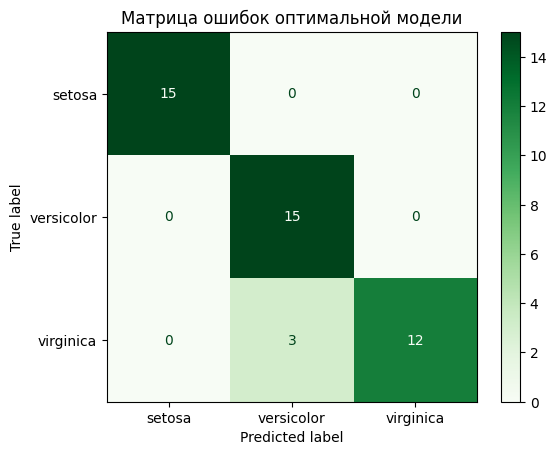 Матрица ошибок оптимальной модели
True label
setosa 15 0 0
versicolor 0 15 0
virginica 0 3 12
setosa versicolor virginica
Predicted label
14
12
10
8
6
4
2
0